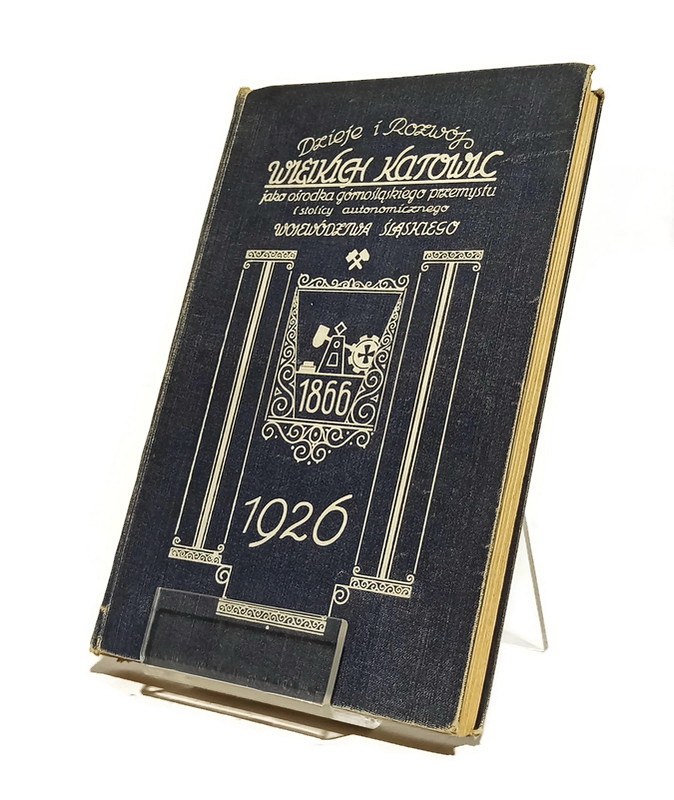 Dzieje i Rozwój
WIELKICH KATOWIC
jako ośrodka górnośląskiego przemysłu
i stolicy autonomicznego
WOJEWÓDZTWA ŚLĄSKIEGO
1866
1926